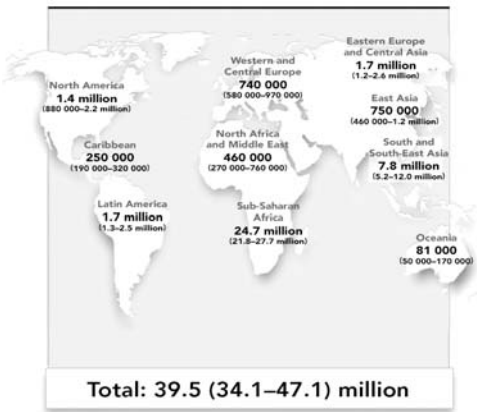 Eastern Europe
and Central Asia
1.7 million
(1.2–2.6 million)
Western and
Central Europe
740 000
(580 000–970 000)
North America
1.4 million
(880 000–2.2 million)
East Asia
750 000
(460 000–1.2 million)
North Africa
and Middle East
460 000
(270 000–760 000)
Caribbean
250 000
(190 000–320 000)
South and
South-East Asia
7.8 million
(5.2–12.0 million)
Latin America
1.7 million
(1.3–2.5 million)
Sub-Saharan
Africa
24.7 million
(21.8–27.7 million)
Oceania
81 000
(50 000–170 000)
Total: 39.5 (34.1–47.1) million